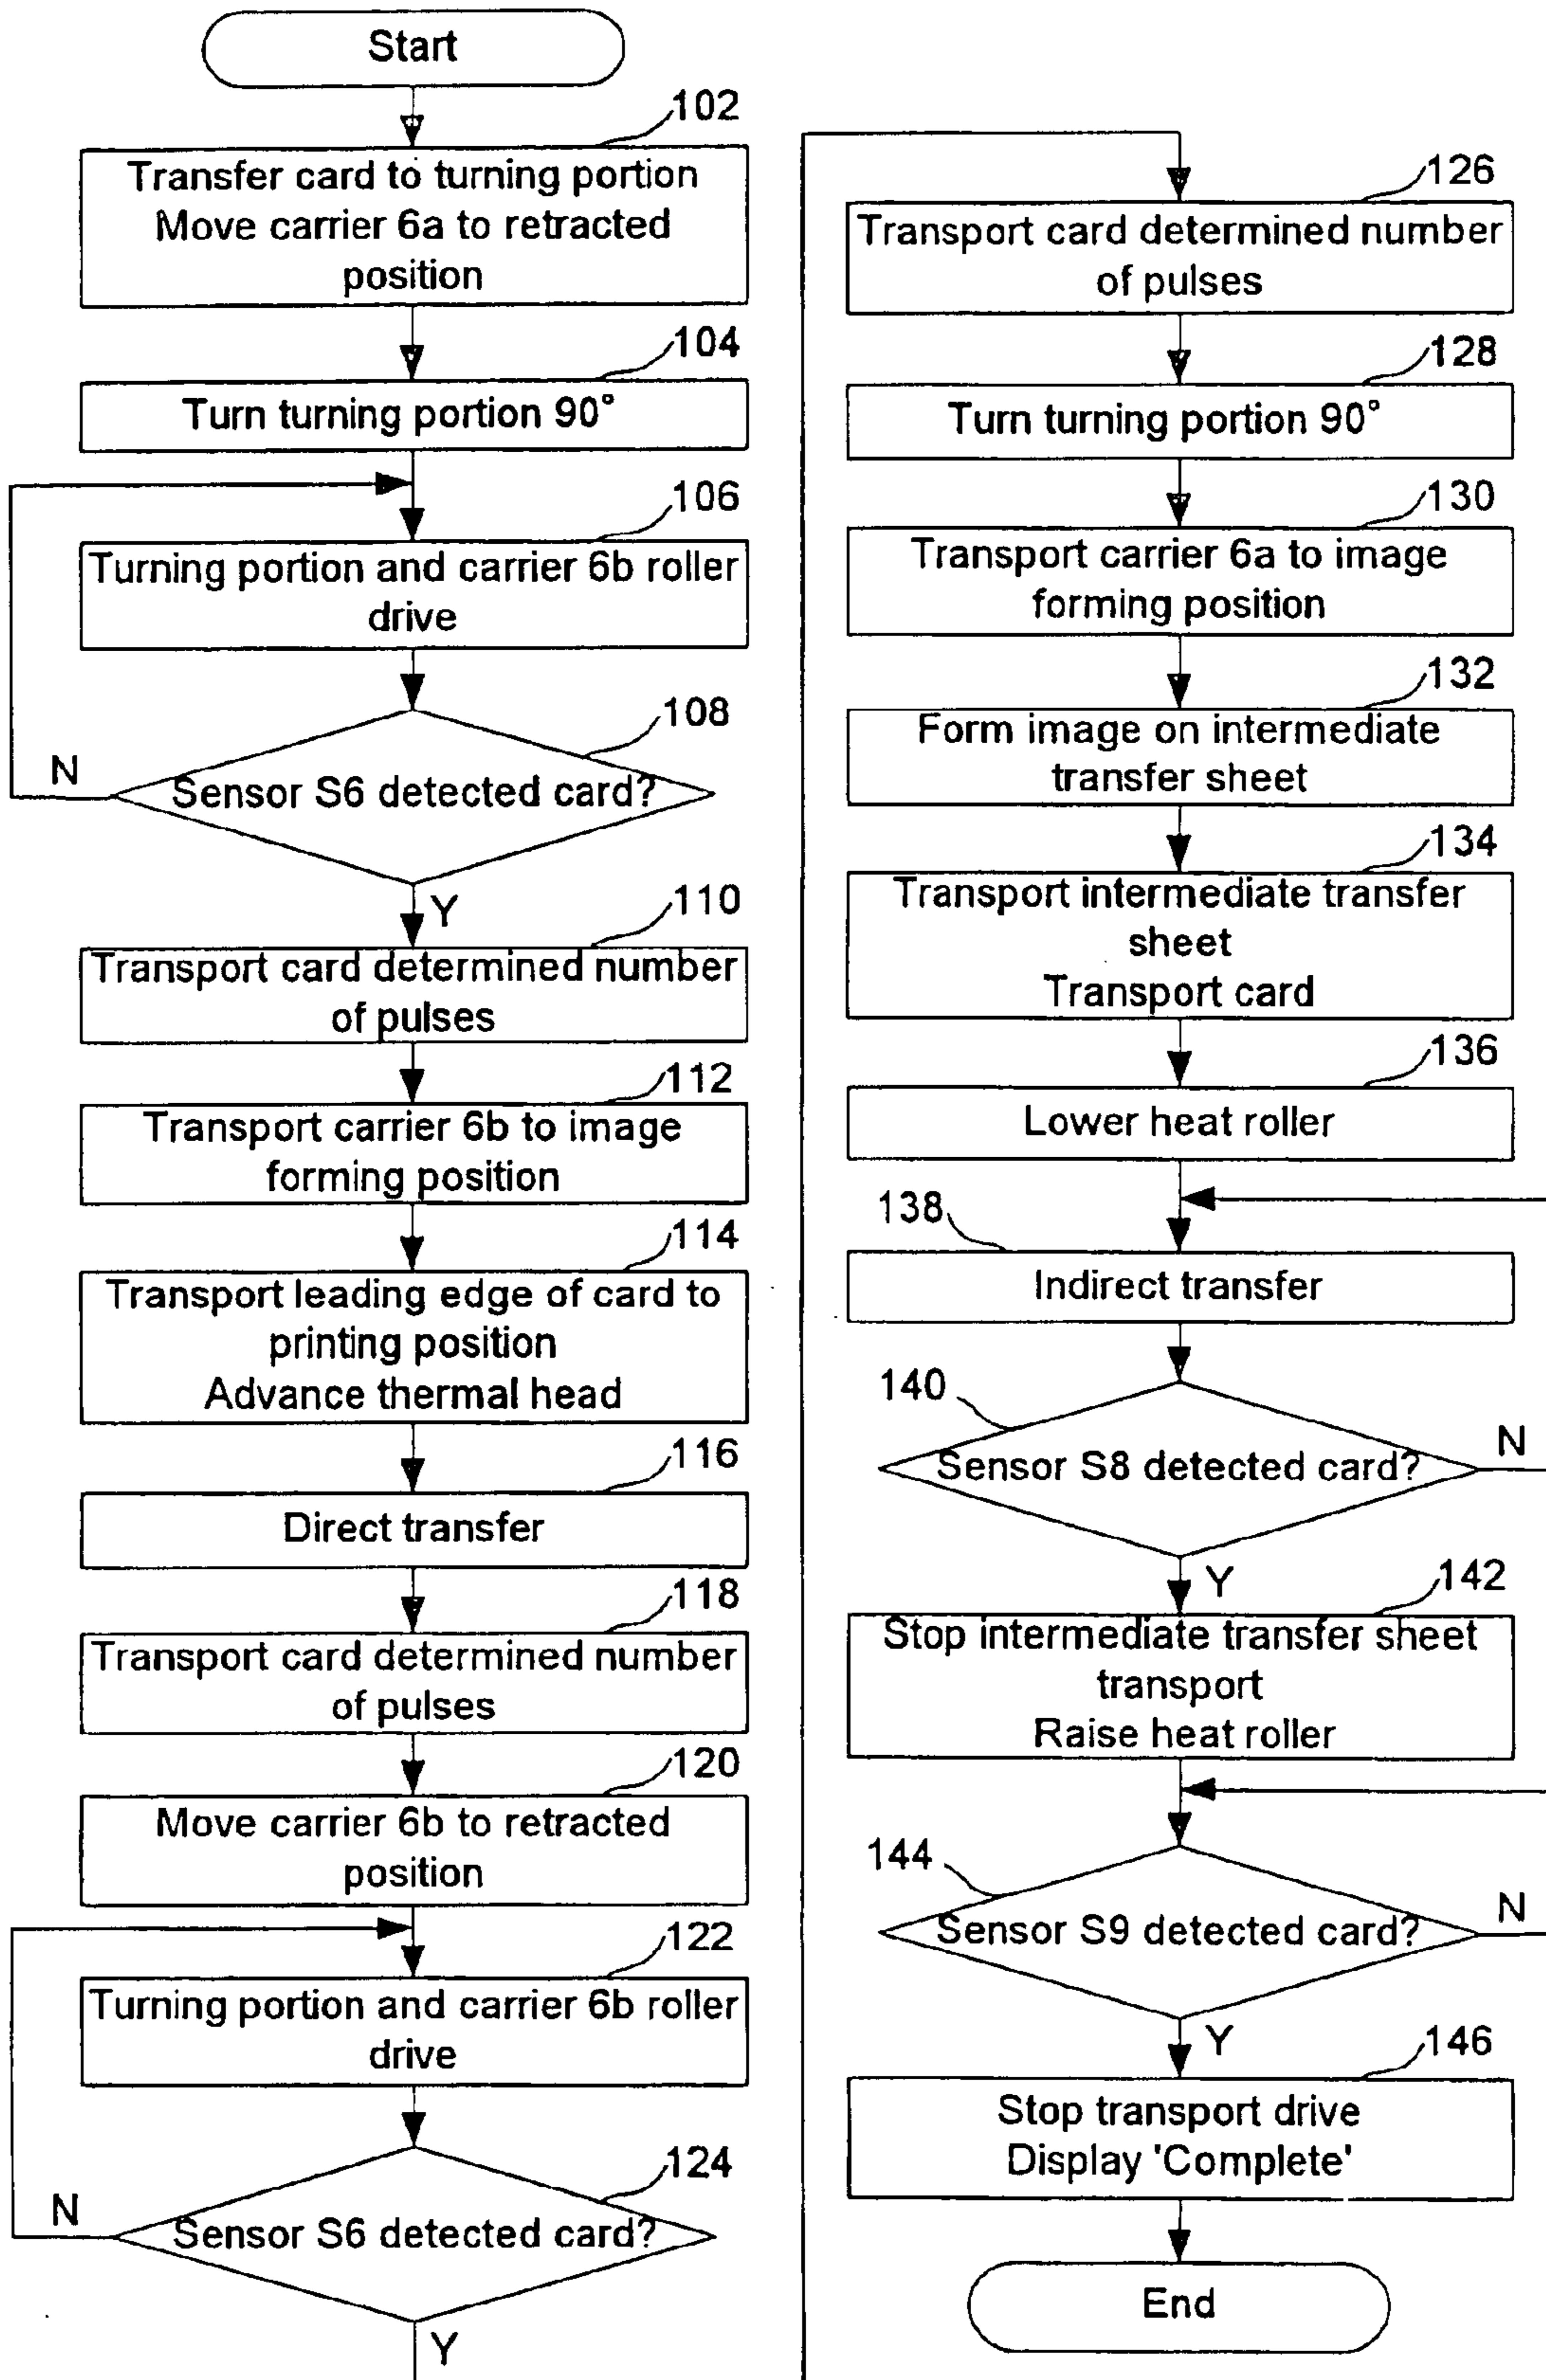 Start
102
Transfer card to turning portion
Move carrier 6a to retracted
position
104
Turn turning portion 90°
106
Turning portion and carrier 6b roller
drive
108
Sensor S6 detected card?
N
Y
110
Transport card determined number
of pulses
112
Transport carrier 6b to image
forming position
114
Transport leading edge of card to
printing position
Advance thermal head
116
Direct transfer
118
Transport card determined number
of pulses
120
Move carrier 6b to retracted
position
122
Turning portion and carrier 6b roller
drive
124
Sensor S6 detected card?
N
Y
126
Transport card determined number
of pulses
128
Turn turning portion 90°
130
Transport carrier 6a to image
forming position
132
Form image on intermediate
transfer sheet
134
Transport intermediate transfer
sheet
Transport card
136
Lower heat roller
138
Indirect transfer
140
Sensor S8 detected card?
N
Y
142
Stop intermediate transfer sheet
transport
Raise heat roller
144
Sensor S9 detected card?
N
Y
146
Stop transport drive
Display 'Complete'
End